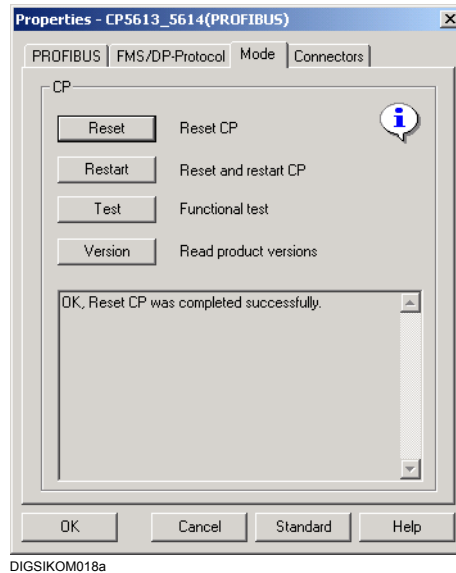 Properties - CP5613_5614(PROFIBUS)
PROFIBUS FMS/DP-Protocol Mode Connectors
CP
Reset Reset CP
Restart Reset and restart CP
Test Functional test
Version Read product versions
OK, Reset CP was completed successfully.
OK Cancel Standard Help
DIGSIKOM018a